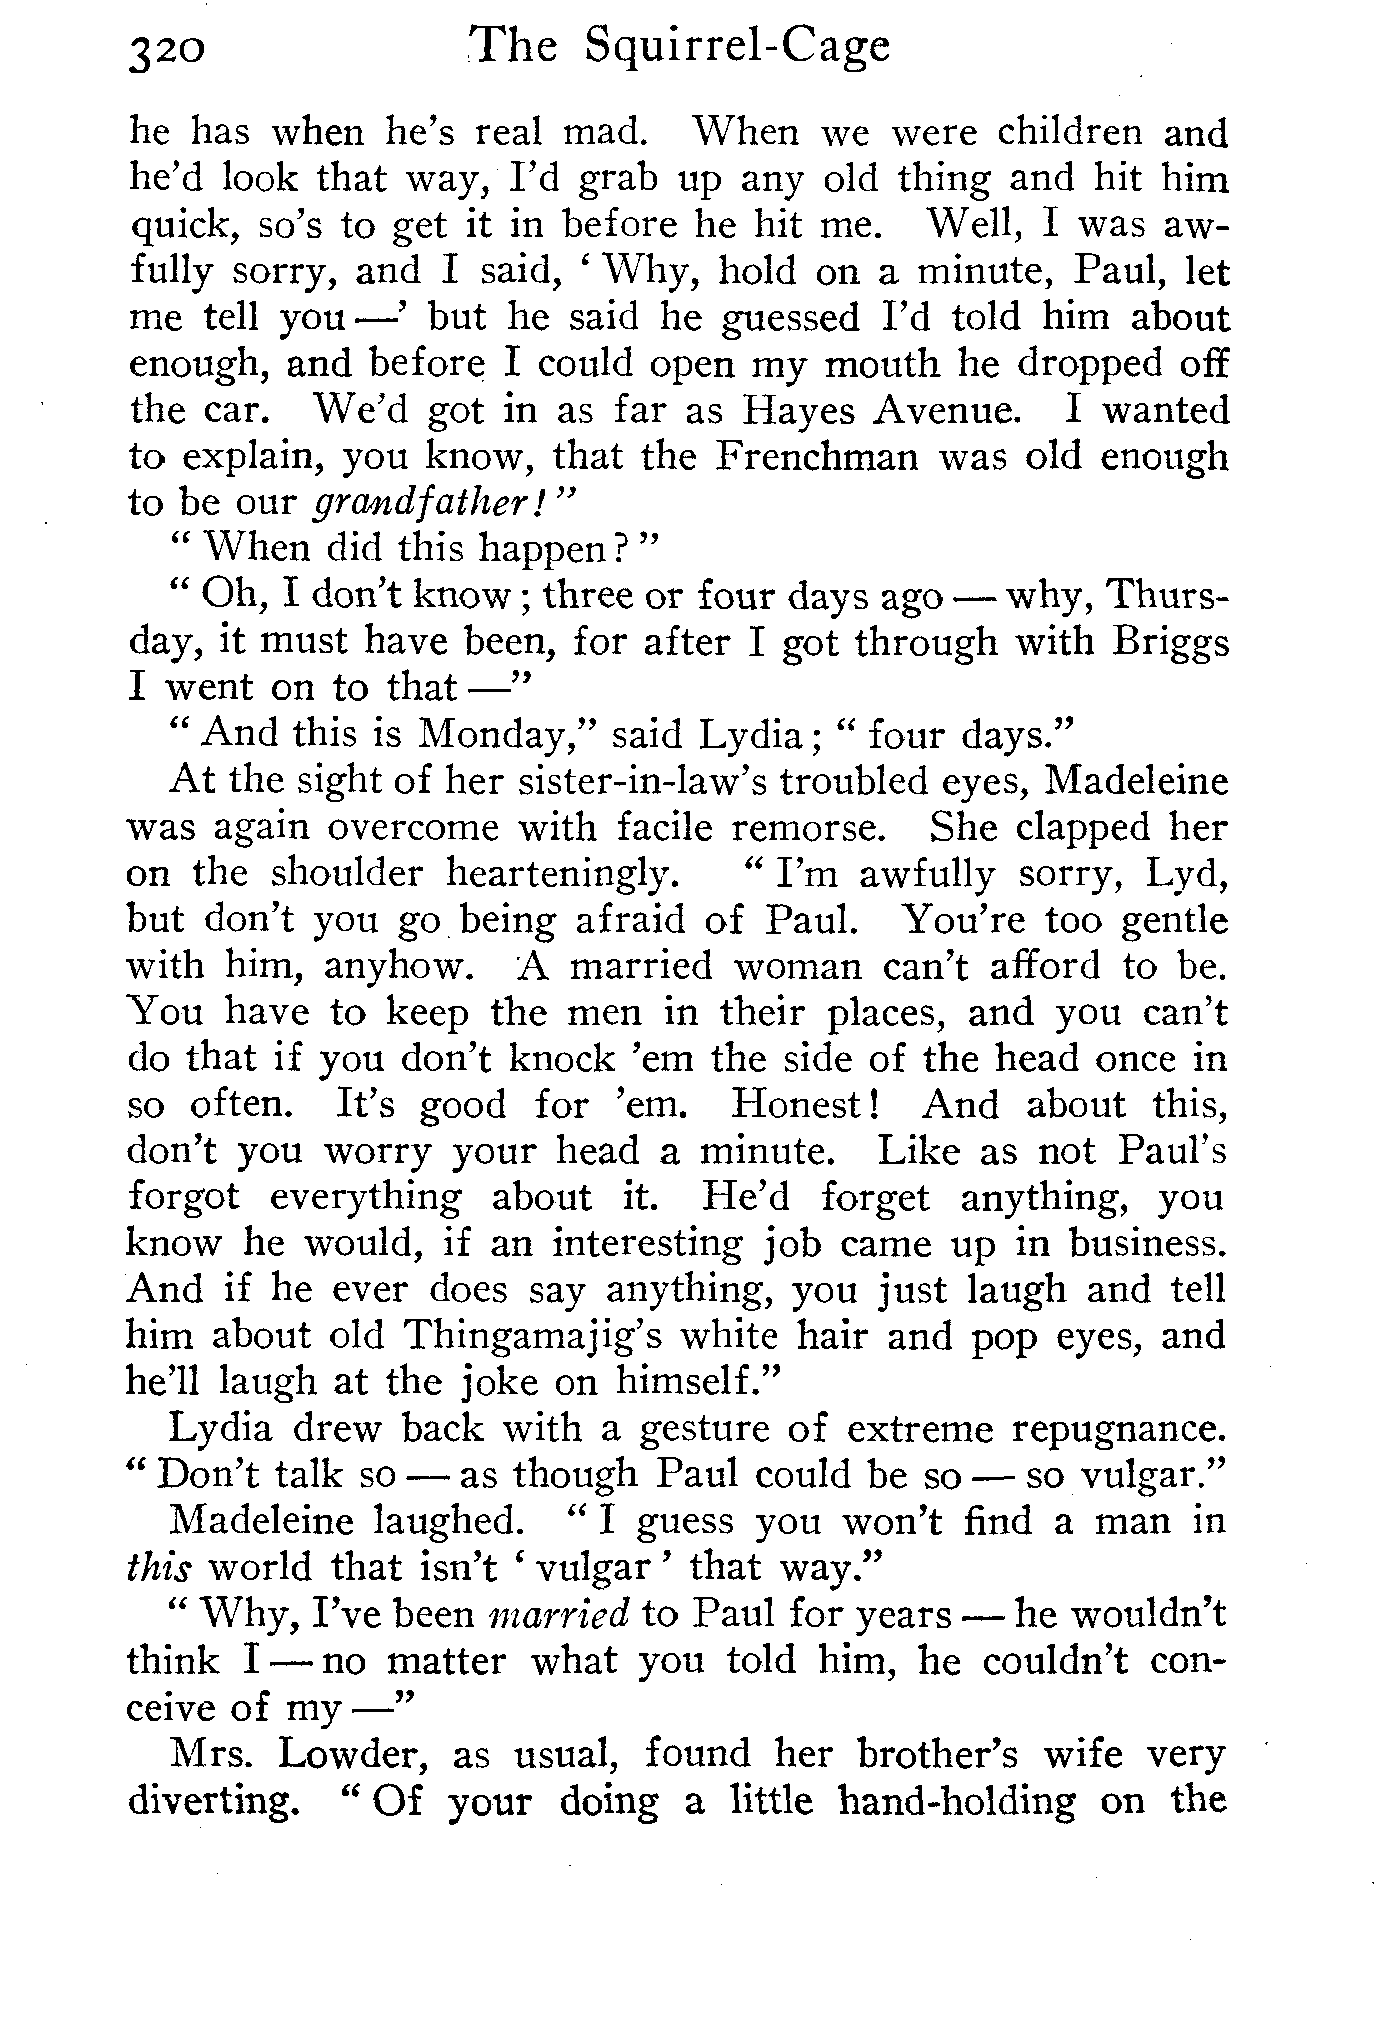 320 The Squirrel-Cage
he has when he's real mad. When we were children and
he'd look that way, I'd grab up any old thing and hit him
quick, so's to get it in before he hit me. Well, I was aw-
fully sorry, and I said, ‘ Why, hold on a minute, Paul, let
me tell you —’ but he said he guessed I'd told him about
enough, and before I could open my mouth he dropped off
the car. We'd got in as far as Hayes Avenue. I wanted
to explain, you know, that the Frenchman was old enough
to be our grandfather! ”
“ When did this happen? ”
“ Oh, I don't know; three or four days ago — why, Thurs-
day, it must have been, for after I got through with Briggs
I went on to that —”
“ And this is Monday,” said Lydia; “ four days.”
At the sight of her sister-in-law's troubled eyes, Madeleine
was again overcome with facile remorse. She clapped her
on the shoulder hearteningly. “ I'm awfully sorry, Lyd,
but don't you go being afraid of Paul. You're too gentle
with him, anyhow. A married woman can't afford to be.
You have to keep the men in their places, and you can't
do that if you don't knock 'em the side of the head once in
so often. It's good for 'em. Honest! And about this,
don't you worry your head a minute. Like as not Paul's
forgot everything about it. He'd forget anything, you
know he would, if an interesting job came up in business.
And if he ever does say anything, you just laugh and tell
him about old Thingamajig's white hair and pop eyes, and
he'll laugh at the joke on himself.”
Lydia drew back with a gesture of extreme repugnance.
“ Don't talk so — as though Paul could be so — so vulgar.”
Madeleine laughed. “ I guess you won't find a man in
this world that isn't ‘ vulgar ’ that way.”
“ Why, I've been married to Paul for years — he wouldn't
think I — no matter what you told him, he couldn't con-
ceive of my —”
Mrs. Lowder, as usual, found her brother's wife very
diverting. “ Of your doing a little hand-holding on the